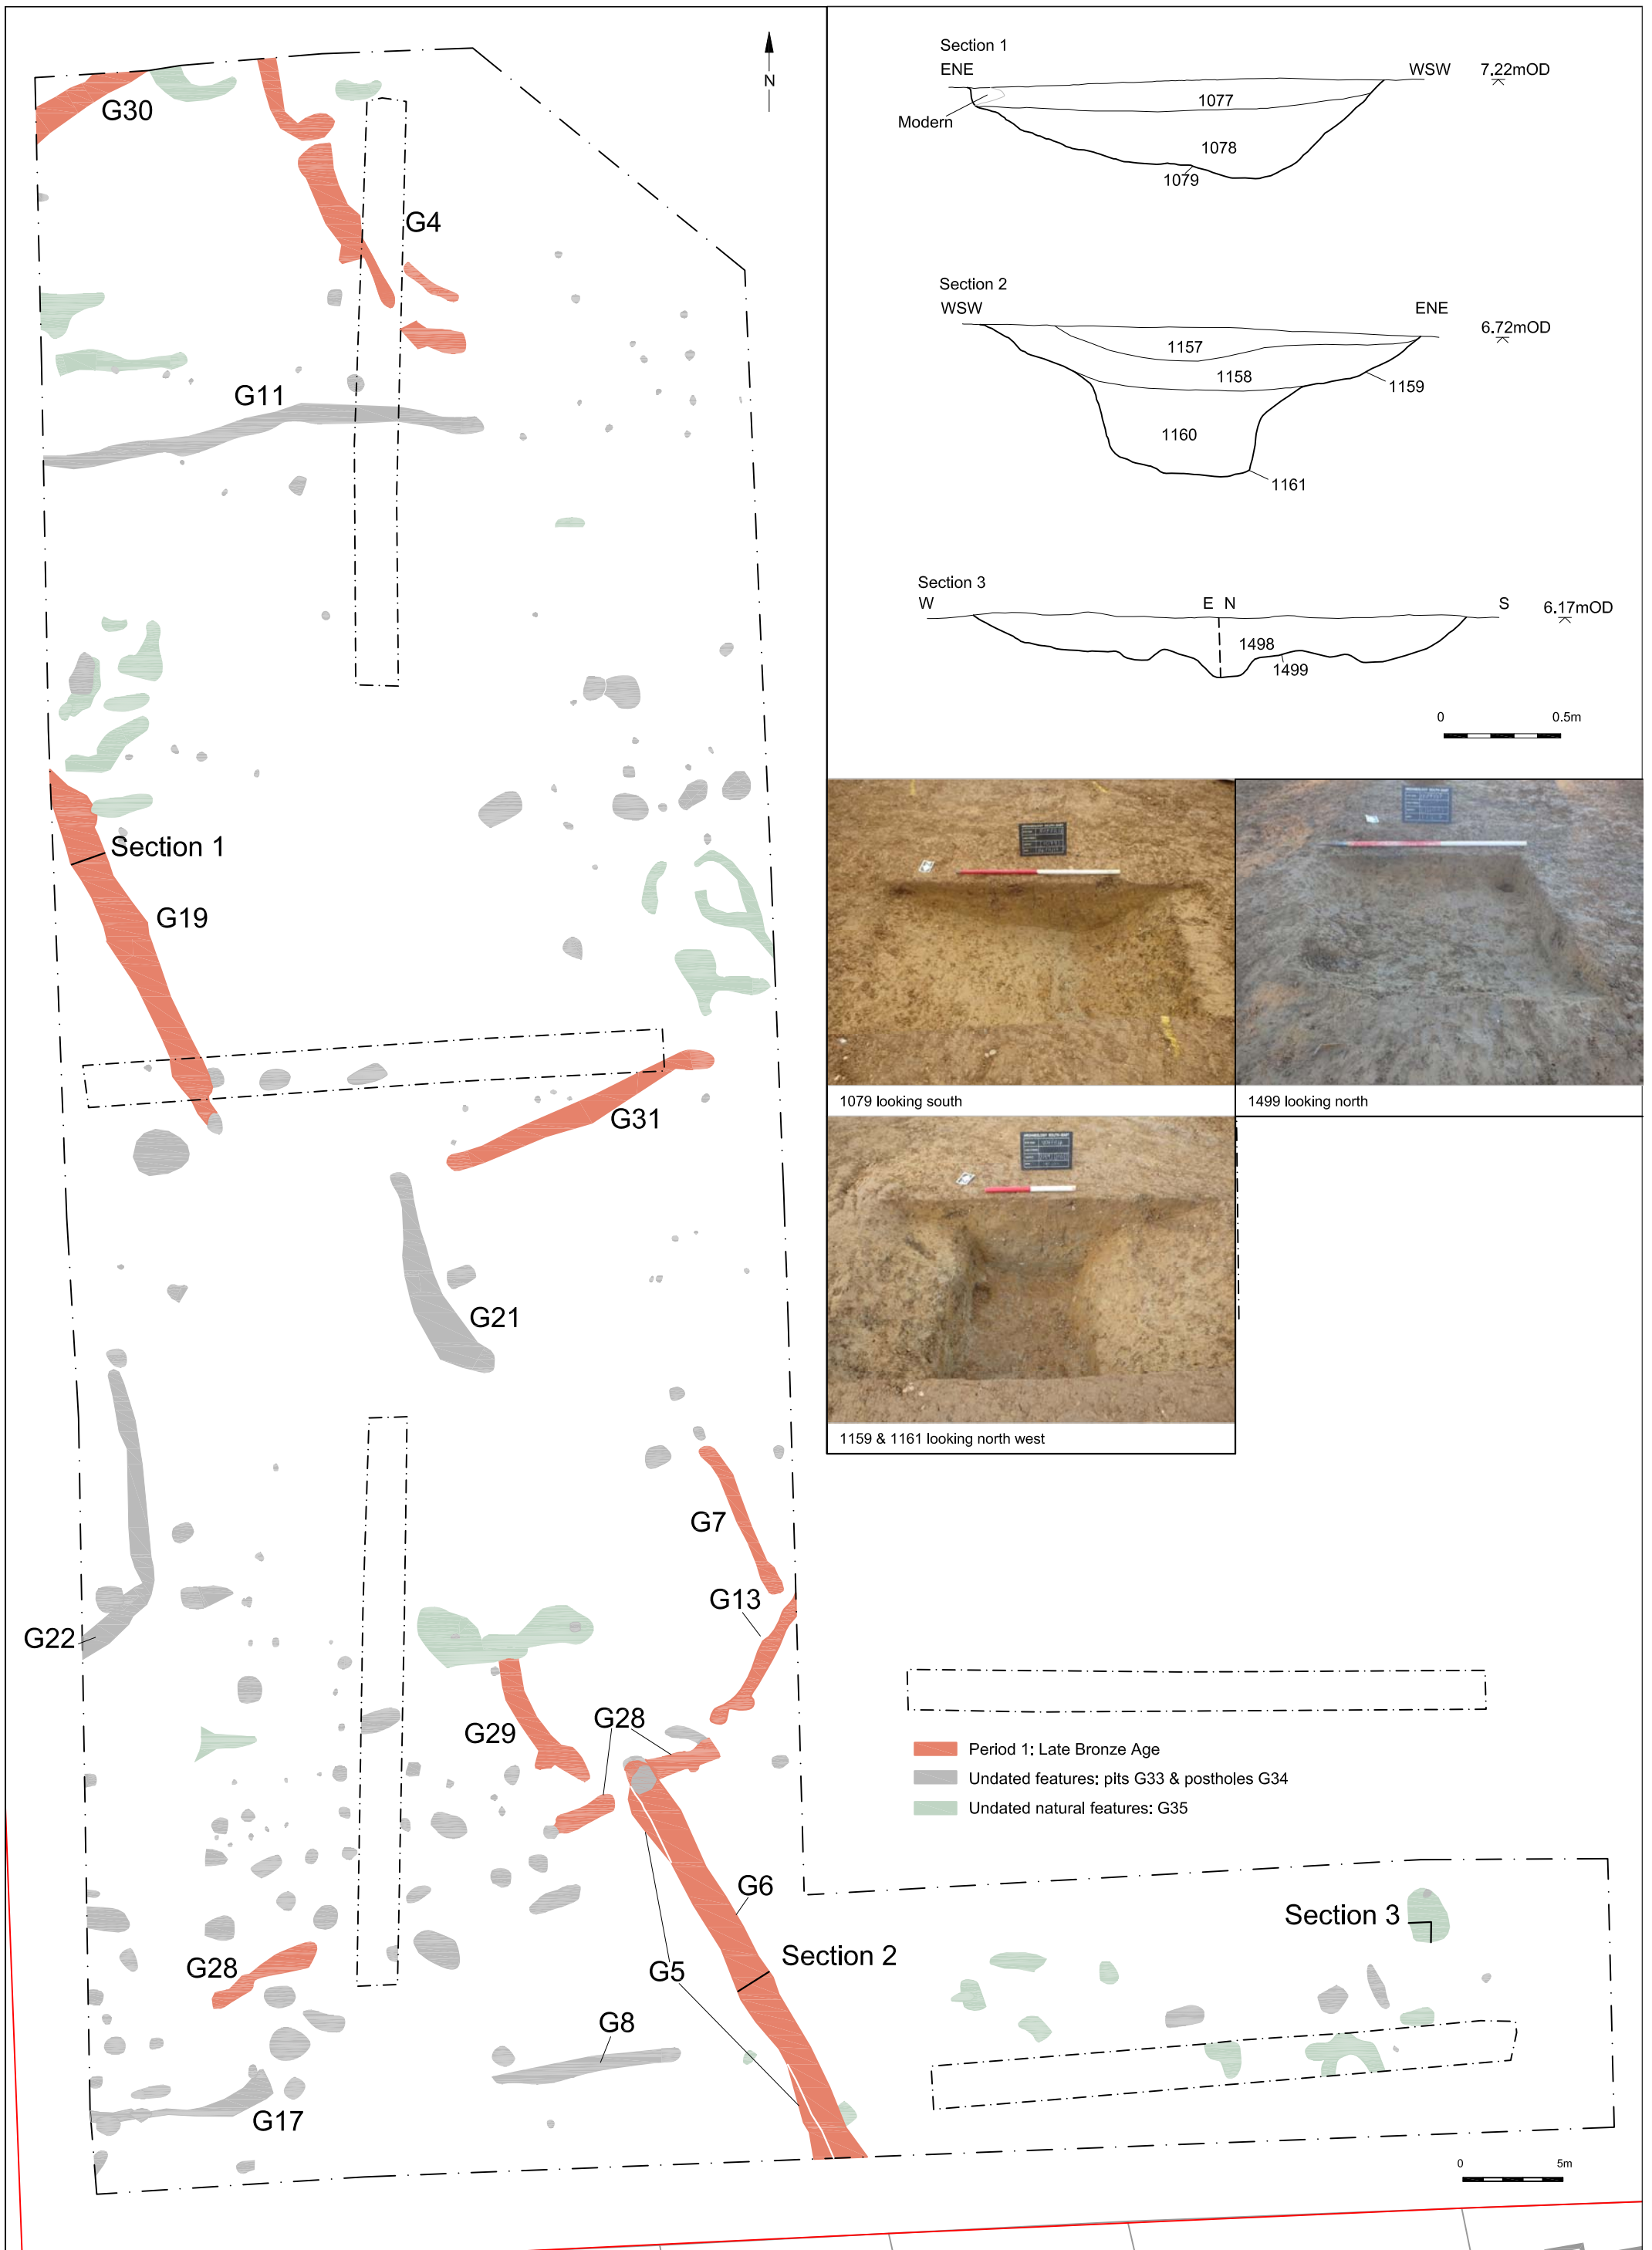 N
G30
G4
G11
Section 1
G19
G31
G21
G7
G13
G22
G29
G28
G6
Section 2
G5
G28
G8
G17
Section 3
0 5m
Section 1
ENE WSW 7.22mOD
1077
Modern
1078
1079
Section 2
WSW ENE
6.72mOD
1157
1158
1159
1160
1161
Section 3
W E N S 6.17mOD
1498
1499
0 0.5m
1079 looking south
1499 looking north
1159 & 1161 looking north west
Period 1: Late Bronze Age
Undated features: pits G33 & postholes G34
Undated natural features: G35